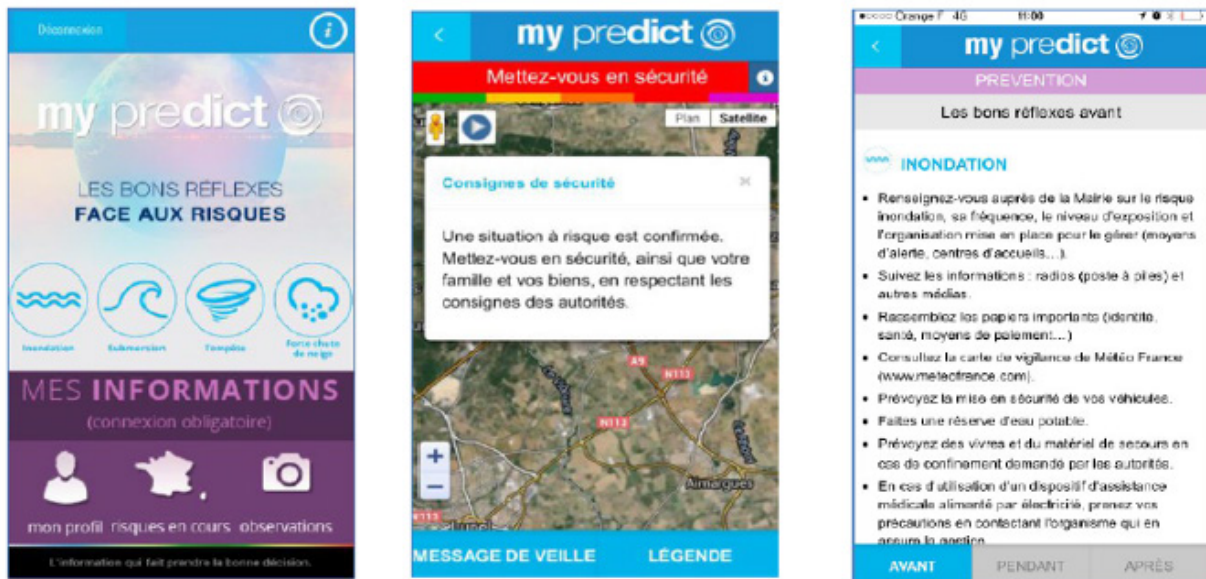 Déconnexion
my predict
LES BONS RÉFLEXES
FACE AUX RISQUES
Inondation
Submersion
Tempête
Forte chute
de neige
MES INFORMATIONS
(connexion obligatoire)
mon profil
risques en cours
observations
L'information qui fait prendre la bonne décision.
my predict
Mettez-vous en sécurité
Plan
Satellite
Consignes de sécurité
Une situation à risque est confirmée.
Mettez-vous en sécurité, ainsi que votre
famille et vos biens, en respectant les
consignes des autorités.
A9
N113
N113
Aimargues
N113
Lunel
MESSAGE DE VEILLE
LÉGENDE
Orange F 4G
11:00
my predict
PREVENTION
Les bons réflexes avant
INONDATION
• Renseignez-vous auprès de la Mairie sur le risque
inondation, sa fréquence, le niveau d'exposition et
l'organisation mise en place pour le gérer (moyens
d'alerte, centres d'accueils...).
• Suivez les informations : radios (poste à piles) et
autres médias.
• Rassemblez les papiers importants (identité,
santé, moyens de paiement...)
• Consultez la carte de vigilance de Météo France
(www.meteofrance.com).
• Prévoyez la mise en sécurité de vos véhicules.
• Faites une réserve d'eau potable.
• Prévoyez des vivres et du matériel de secours en
cas de confinement demandé par les autorités.
• En cas d'utilisation d'un dispositif d'assistance
médicale alimenté par électricité, prenez vos
précautions en contactant l'organisme qui en
assure la gestion
AVANT
PENDANT
APRÈS